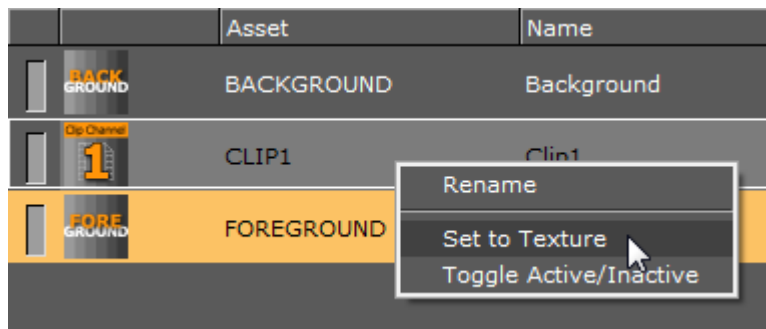 Asset Name
BACK
GROUND
BACKGROUND Background
Clip Channel
1
CLIP1 Clip1
Rename
FORE
GROUND
FOREGROUND
Set to Texture
Toggle Active/Inactive